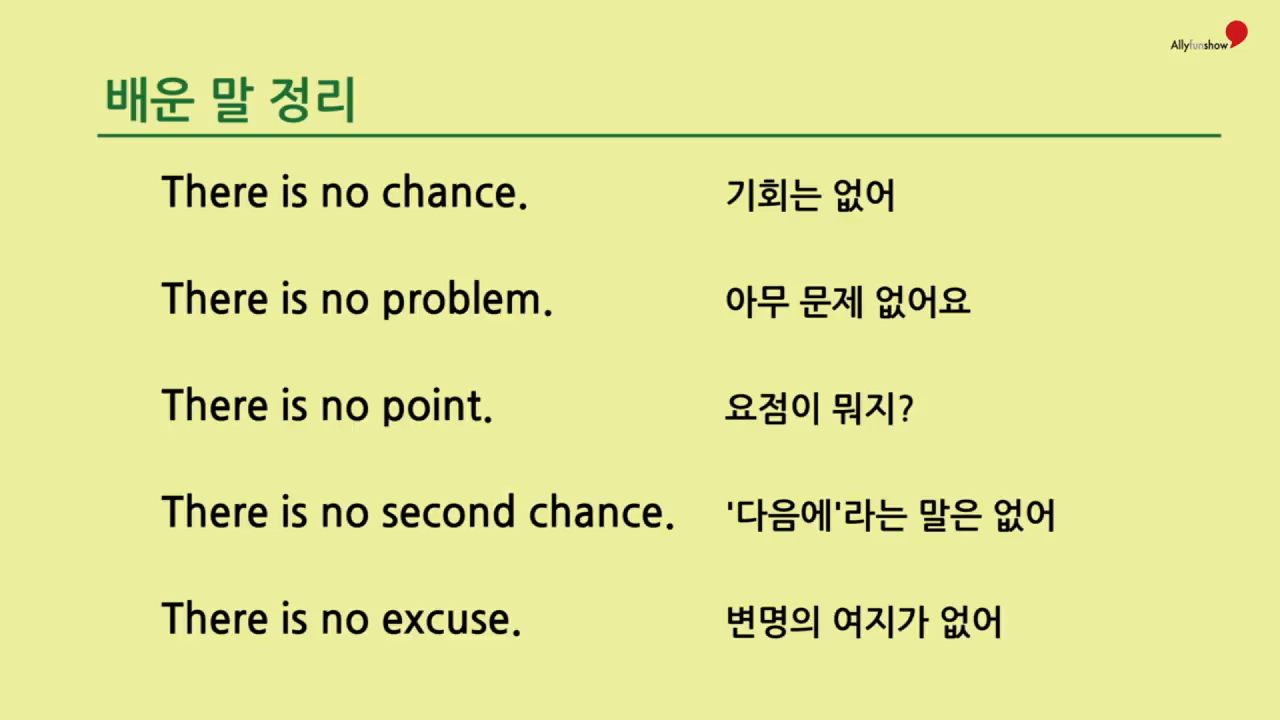 Allyfunshow
배운 말 정리
There is no chance. 기회는 없어
There is no problem. 아무 문제 없어요
There is no point. 요점이 뭐지?
There is no second chance. '다음에'라는 말은 없어
There is no excuse. 변명의 여지가 없어